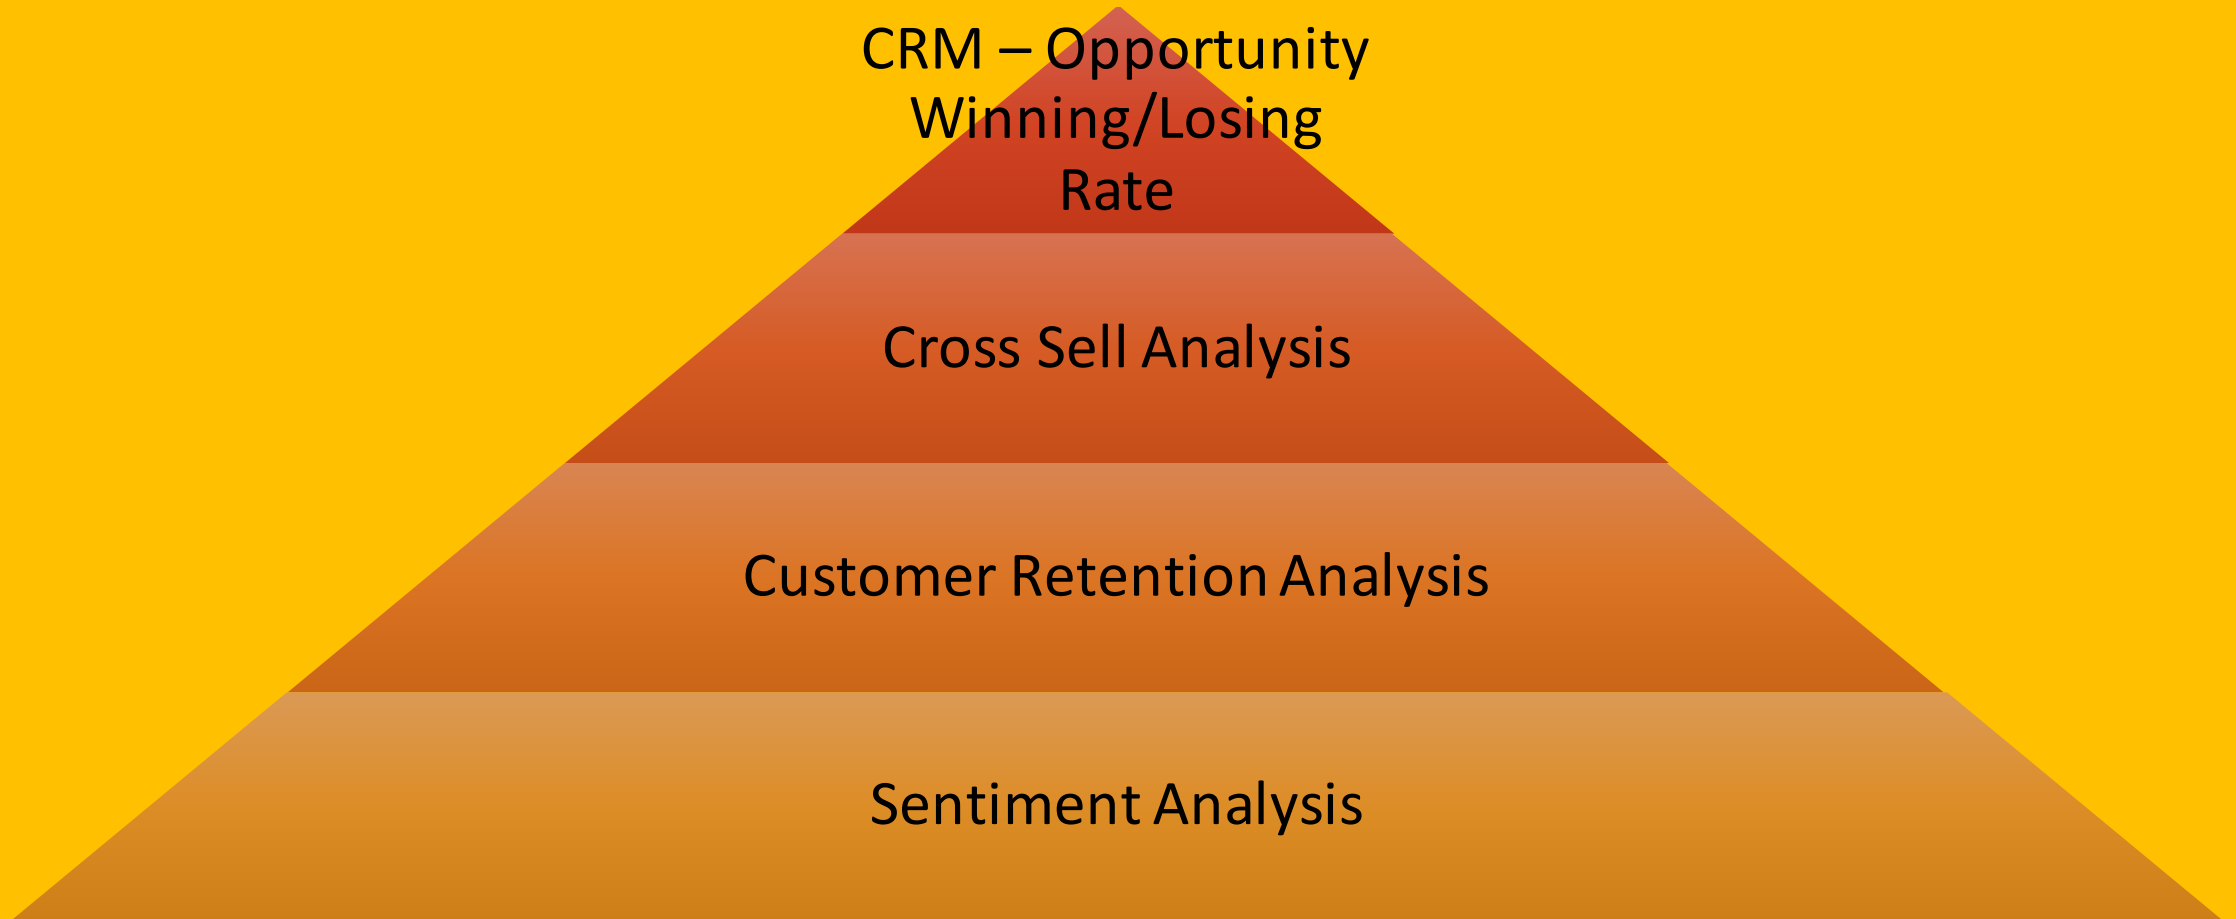 CRM – Opportunity
Winning/Losing
Rate
Cross Sell Analysis
Customer Retention Analysis
Sentiment Analysis